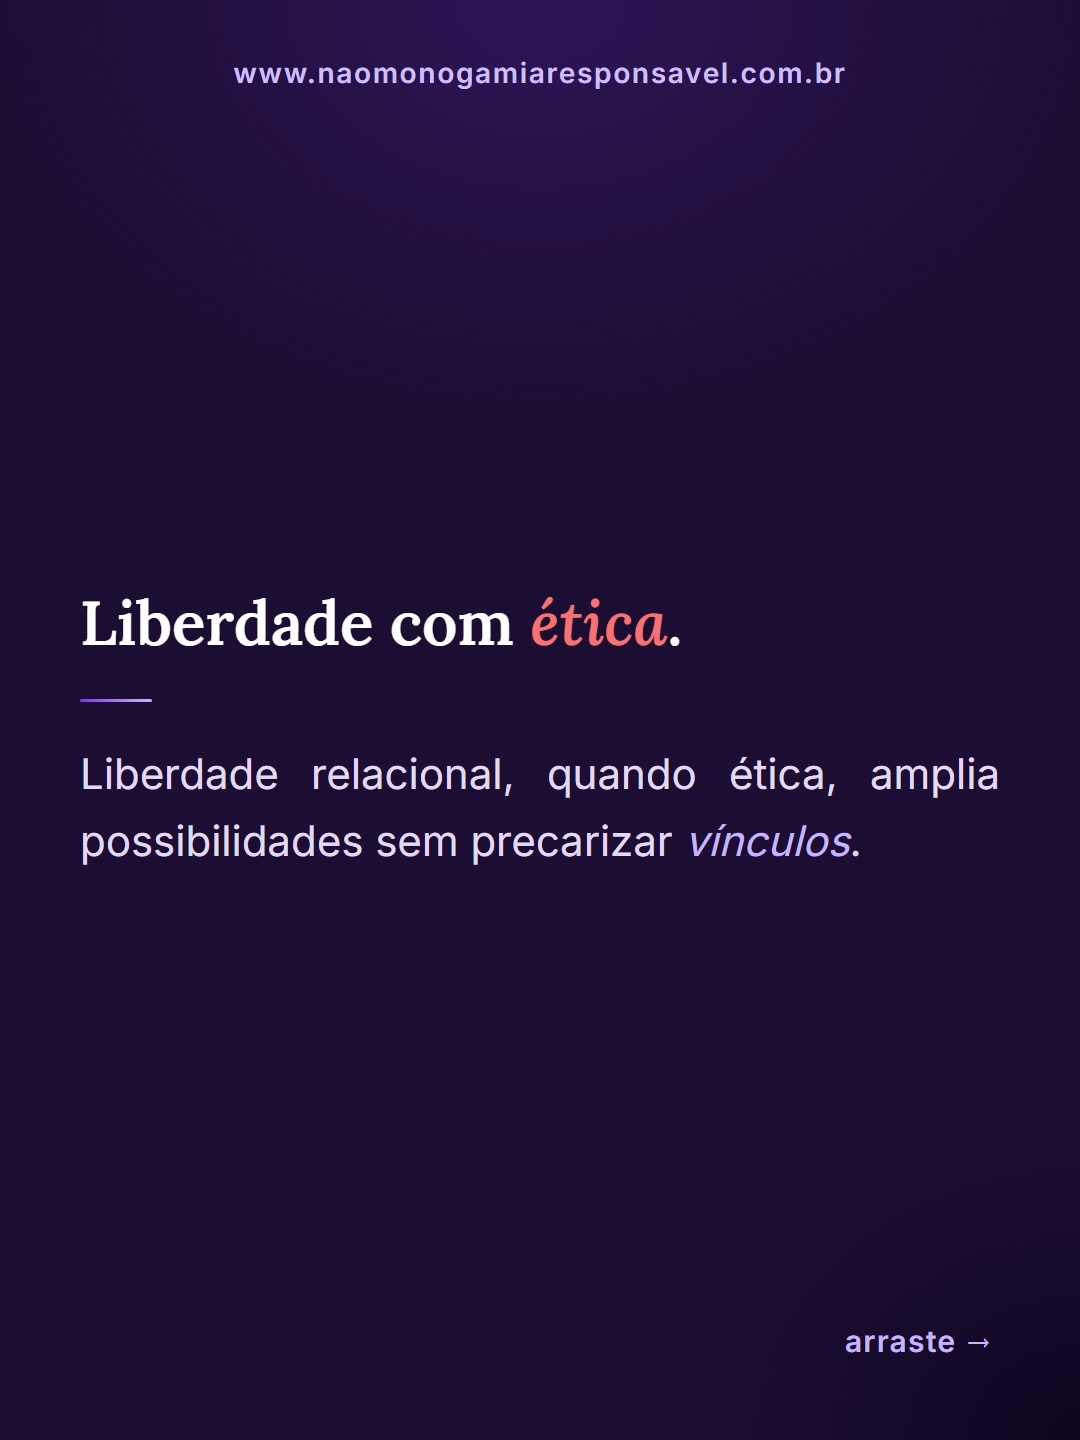 www.naomonogamiaresponsavel.com.br
Liberdade com ética.
Liberdade relacional, quando ética, amplia
possibilidades sem precarizar vínculos.
arraste →